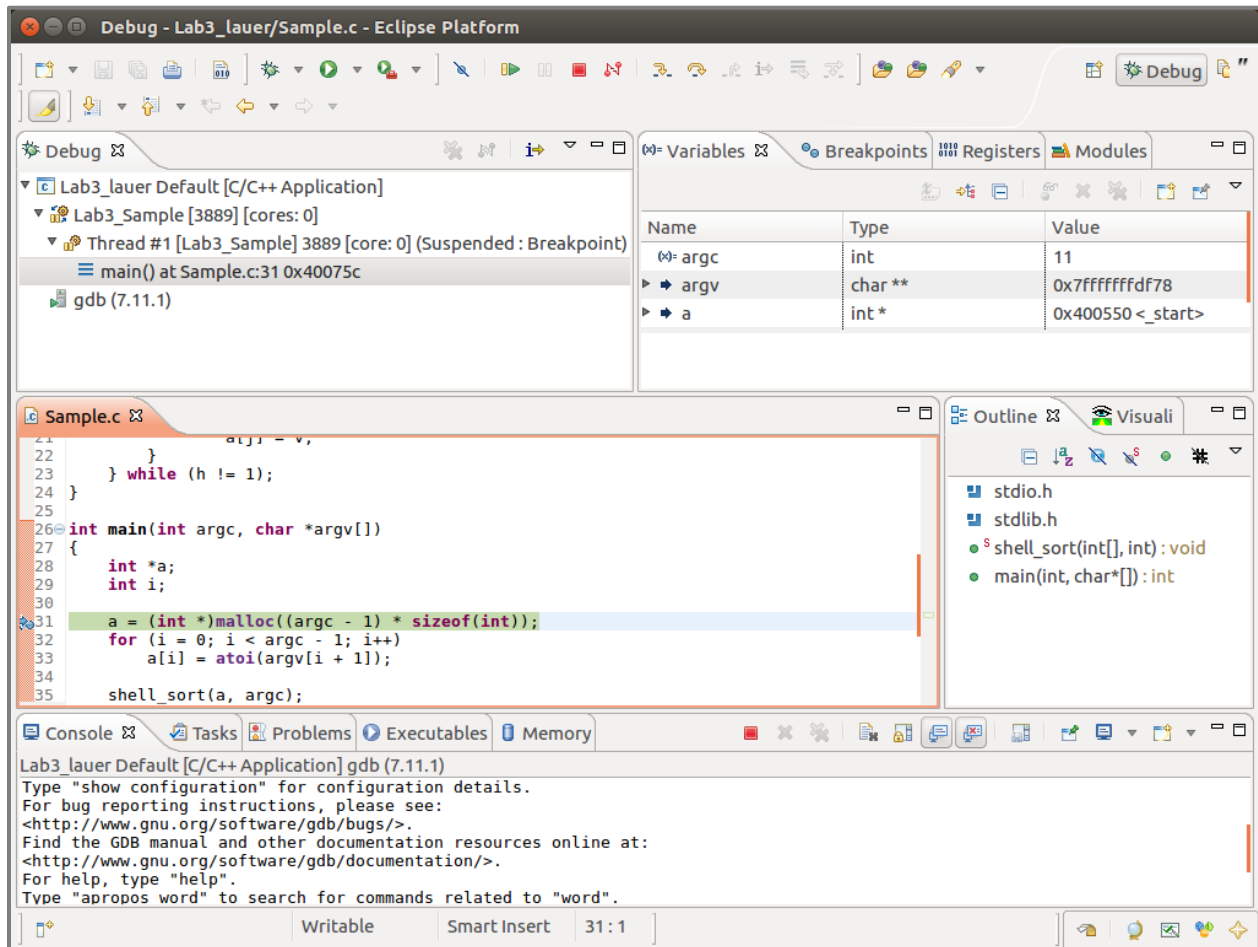 Debug - Lab3_lauer/Sample.c - Eclipse Platform
010
Debug
"
Debug
Lab3_lauer Default [C/C++ Application]
Lab3_Sample [3889] [cores: 0]
Thread #1 [Lab3_Sample] 3889 [core: 0] (Suspended : Breakpoint)
main() at Sample.c:31 0x40075c
gdb (7.11.1)
(x)= Variables Breakpoints 1010 0101 Registers Modules
Name Type Value
(x)= argc int 11
argv char ** 0x7fffffffdf78
a int * 0x400550 <_start>
Sample.c
21 a[j] = v;
22 }
23 } while (h != 1);
24 }
25
26 int main(int argc, char *argv[])
27 {
28 int *a;
29 int i;
30
31 a = (int *)malloc((argc - 1) * sizeof(int));
32 for (i = 0; i < argc - 1; i++)
33 a[i] = atoi(argv[i + 1]);
34
35 shell_sort(a, argc);
Outline Visuali
stdio.h
stdlib.h
S shell_sort(int[], int) : void
main(int, char*[]) : int
Console Tasks Problems Executables Memory
Lab3_lauer Default [C/C++ Application] gdb (7.11.1)
Type "show configuration" for configuration details.
For bug reporting instructions, please see:
<http://www.gnu.org/software/gdb/bugs/>.
Find the GDB manual and other documentation resources online at:
<http://www.gnu.org/software/gdb/documentation/>.
For help, type "help".
Type "apropos word" to search for commands related to "word".
Writable Smart Insert 31 : 1